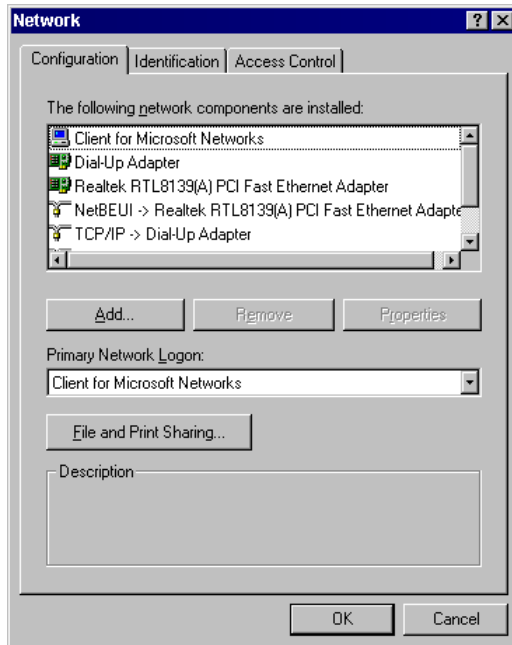 Network
Configuration Identification Access Control
The following network components are installed:
Client for Microsoft Networks
Dial-Up Adapter
Realtek RTL8139(A) PCI Fast Ethernet Adapter
NetBEUI -> Realtek RTL8139(A) PCI Fast Ethernet Adapte
TCP/IP -> Dial-Up Adapter
Add... Remove Properties
Primary Network Logon:
Client for Microsoft Networks
File and Print Sharing...
Description
OK Cancel